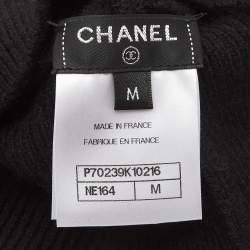 CHANEL
M
MADE IN FRANCE
FABRIQUE EN FRANCE
P70239K10216
NE164 M